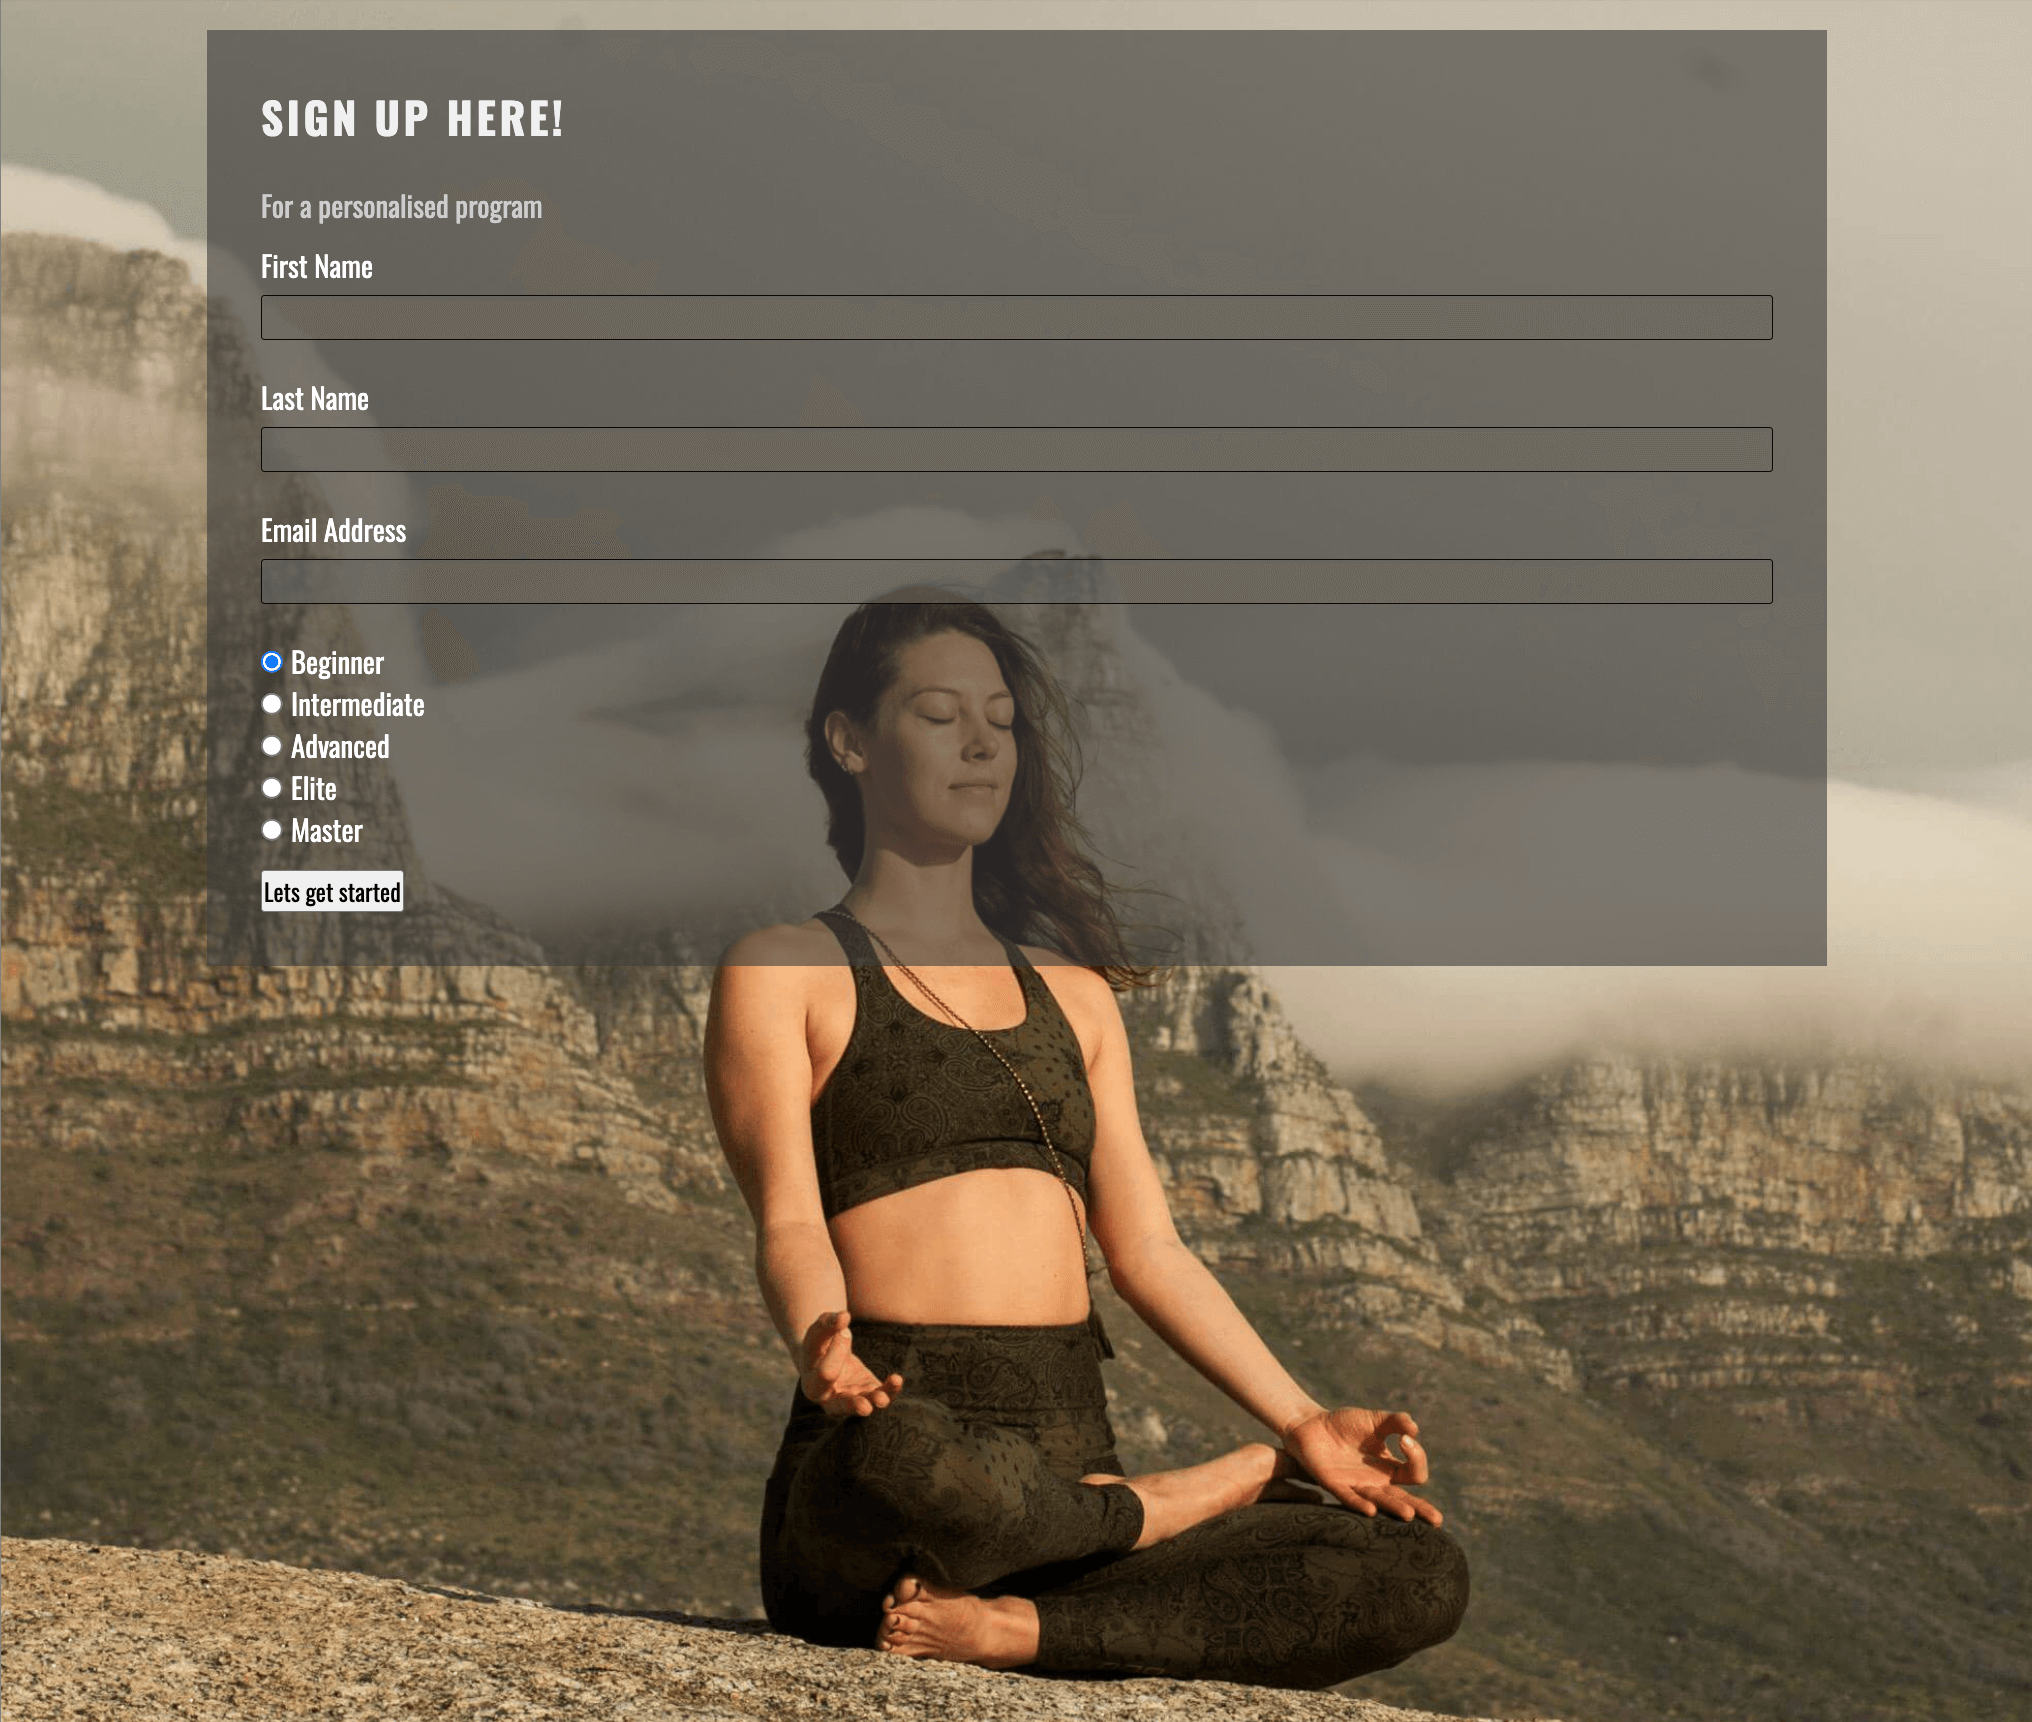 SIGN UP HERE!
For a personalised program
First Name
Last Name
Email Address
Beginner
Intermediate
Advanced
Elite
Master
Lets get started